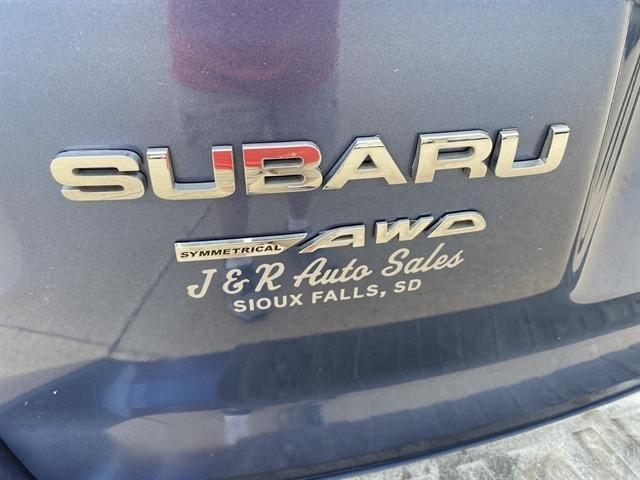 SUBARU
SYMMETRICAL AWD
J & R Auto Sales
SIOUX FALLS, SD